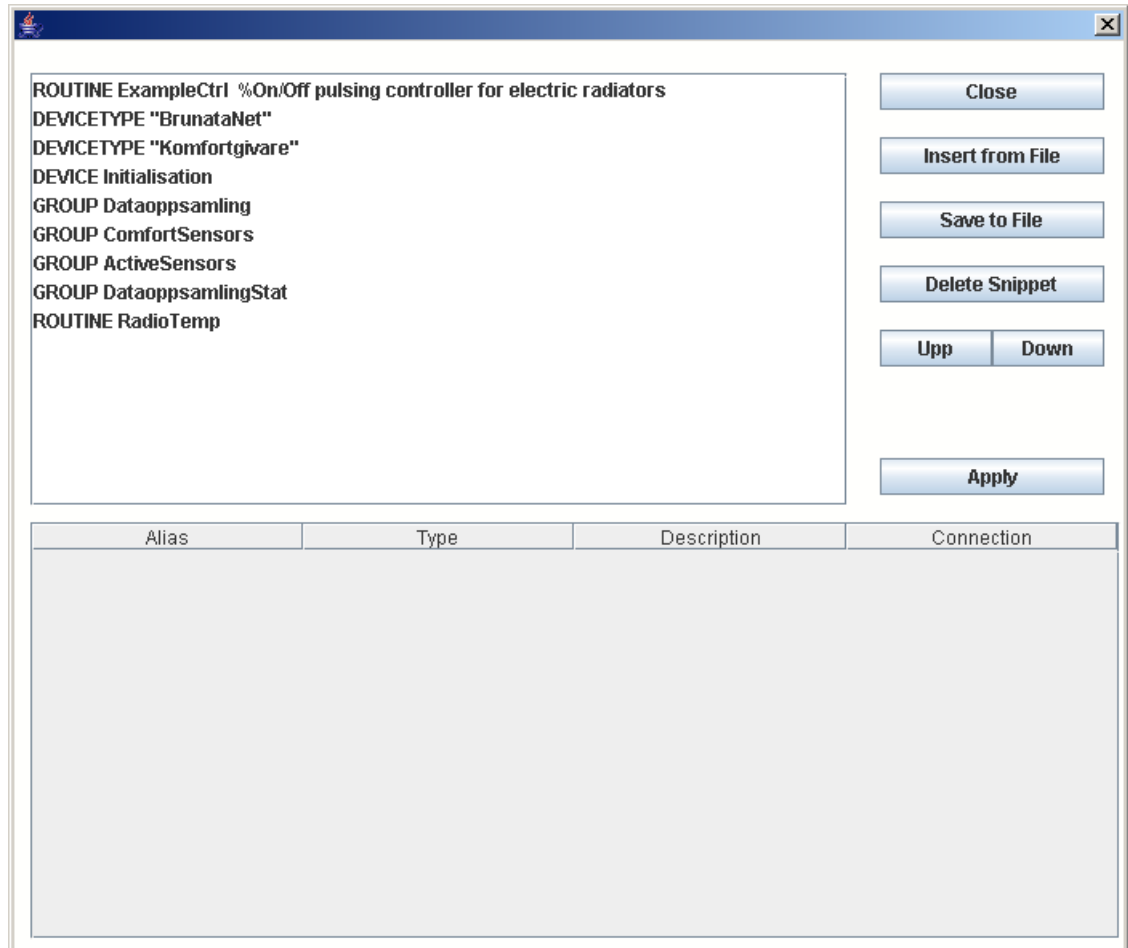 ROUTINE ExampleCtrl %On/Off pulsing controller for electric radiators
DEVICETYPE "BrunataNet"
DEVICETYPE "Komfortgivare"
DEVICE Initialisation
GROUP Dataoppsamling
GROUP ComfortSensors
GROUP ActiveSensors
GROUP DataoppsamlingStat
ROUTINE RadioTemp
Close
Insert from File
Save to File
Delete Snippet
Upp Down
Apply
Alias Type Description Connection